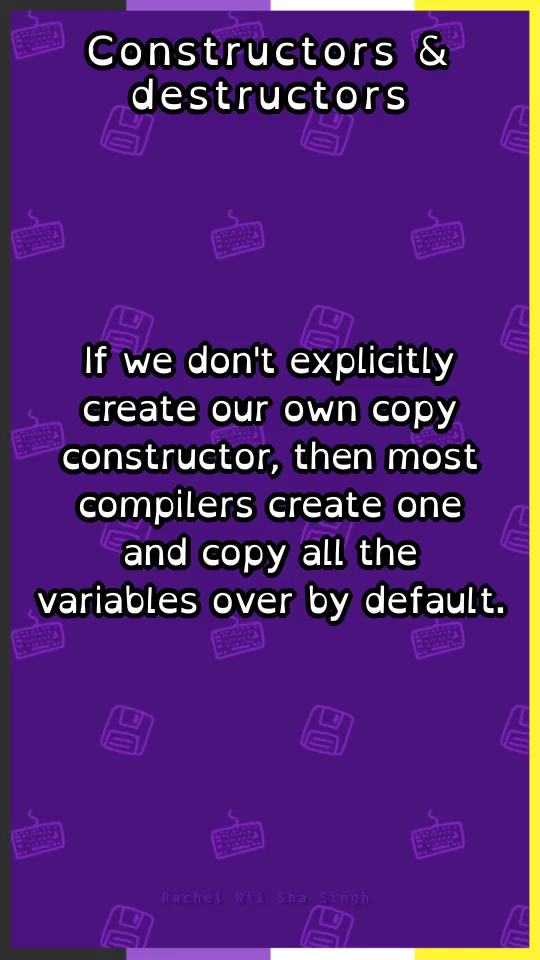 Constructors &
destructors
If we don't explicitly
create our own copy
constructor, then most
compilers create one
and copy all the
variables over by default.
Rachel Wil Sha Singh